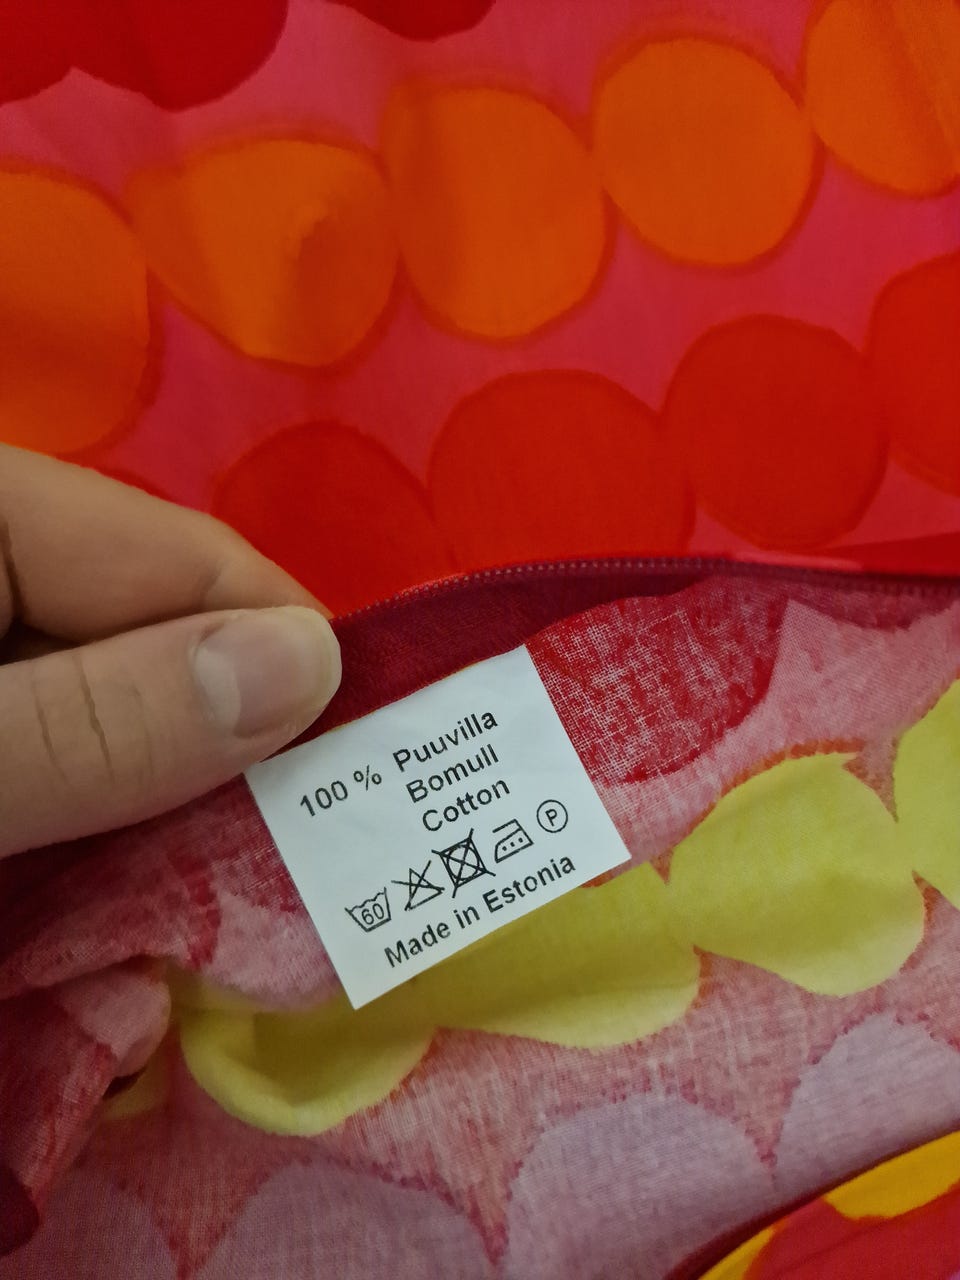 100 % Puuvilla
Bomull
Cotton
60 P
Made in Estonia